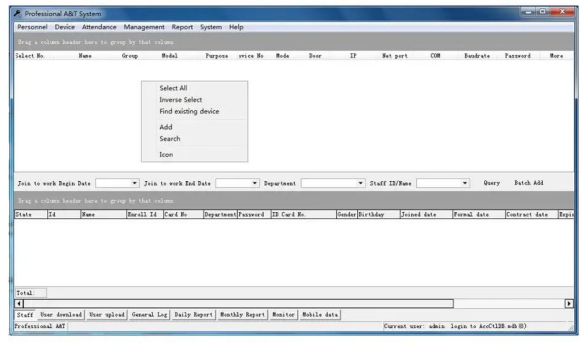 Professional A&T System
Personnel Device Attendance Management Report System Help
Drag a column header here to group by that column
Select No. Name Group Model Purpose evice No Mode Door IP Net port COM Baudrate Password More
Select All
Inverse Select
Find existing device
Add
Search
Icon
Join to work Begin Date Join to work End Date Department Staff ID/Name Query Batch Add
Drag a column header here to group by that column
State Id Name Enroll Id Card No Department Password ID Card No. Gender Birthday Joined date Formal date Contract date Expir
Total:
Staff User download User upload General Log Daily Report Monthly Report Monitor Mobile data
Professional A&T Current user: admin login to AccCtlDB.mdb(0)